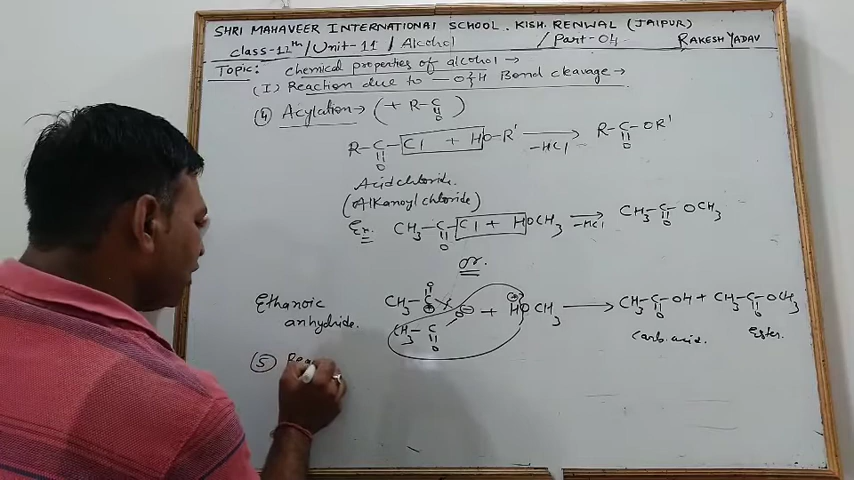 SHRI MAHAVEER INTERNATIONAL SCHOOL. KISH. RENWAL (JAIPUR)
class-12th / Unit-11 / Alcohol / Part-04 RAKESH YADAV
Topic: chemical properties of alcohol →
(I) Reaction due to —O}H Bond cleavage →
(4) Acylation → (+ R-C)
O
R-C-Cl + HO-R' → R-C-OR'
O -HCl O
Acid chloride.
(Alkanoyl chloride)
Ex. CH3-C-Cl + HOCH3 → CH3-C-OCH3
O -HCl O
or.
O
Ethanoic CH3-C O⊖ + HOCH3 → CH3-C-OH + CH3-C-OCH3
anhydride. CH3-C O O
O Carb. acid. Ester.
(5)